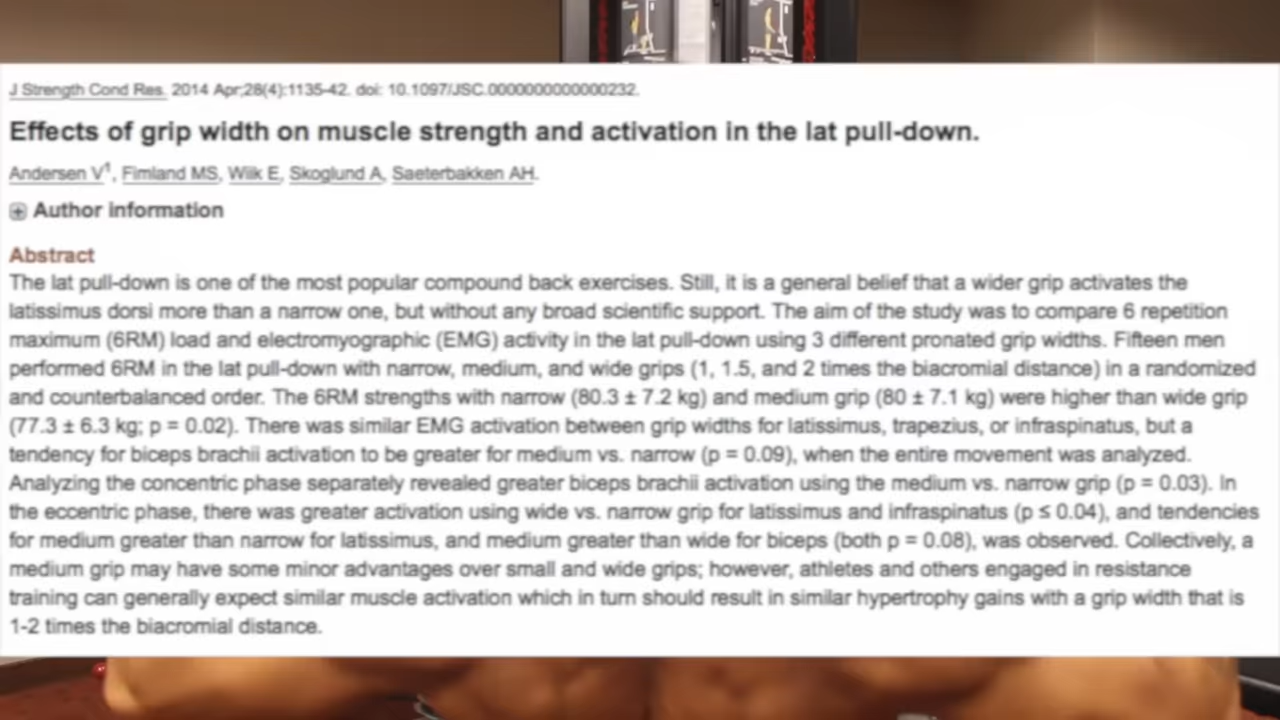 J Strength Cond Res. 2014 Apr;28(4):1135-42. doi: 10.1097/JSC.0000000000000232.
Effects of grip width on muscle strength and activation in the lat pull-down.
Andersen V1, Fimland MS, Wiik E, Skoglund A, Saeterbakken AH.
Author information
Abstract
The lat pull-down is one of the most popular compound back exercises. Still, it is a general belief that a wider grip activates the
latissimus dorsi more than a narrow one, but without any broad scientific support. The aim of the study was to compare 6 repetition
maximum (6RM) load and electromyographic (EMG) activity in the lat pull-down using 3 different pronated grip widths. Fifteen men
performed 6RM in the lat pull-down with narrow, medium, and wide grips (1, 1.5, and 2 times the biacromial distance) in a randomized
and counterbalanced order. The 6RM strengths with narrow (80.3 ± 7.2 kg) and medium grip (80 ± 7.1 kg) were higher than wide grip
(77.3 ± 6.3 kg; p = 0.02). There was similar EMG activation between grip widths for latissimus, trapezius, or infraspinatus, but a
tendency for biceps brachii activation to be greater for medium vs. narrow (p = 0.09), when the entire movement was analyzed.
Analyzing the concentric phase separately revealed greater biceps brachii activation using the medium vs. narrow grip (p = 0.03). In
the eccentric phase, there was greater activation using wide vs. narrow grip for latissimus and infraspinatus (p ≤ 0.04), and tendencies
for medium greater than narrow for latissimus, and medium greater than wide for biceps (both p = 0.08), was observed. Collectively, a
medium grip may have some minor advantages over small and wide grips; however, athletes and others engaged in resistance
training can generally expect similar muscle activation which in turn should result in similar hypertrophy gains with a grip width that is
1-2 times the biacromial distance.